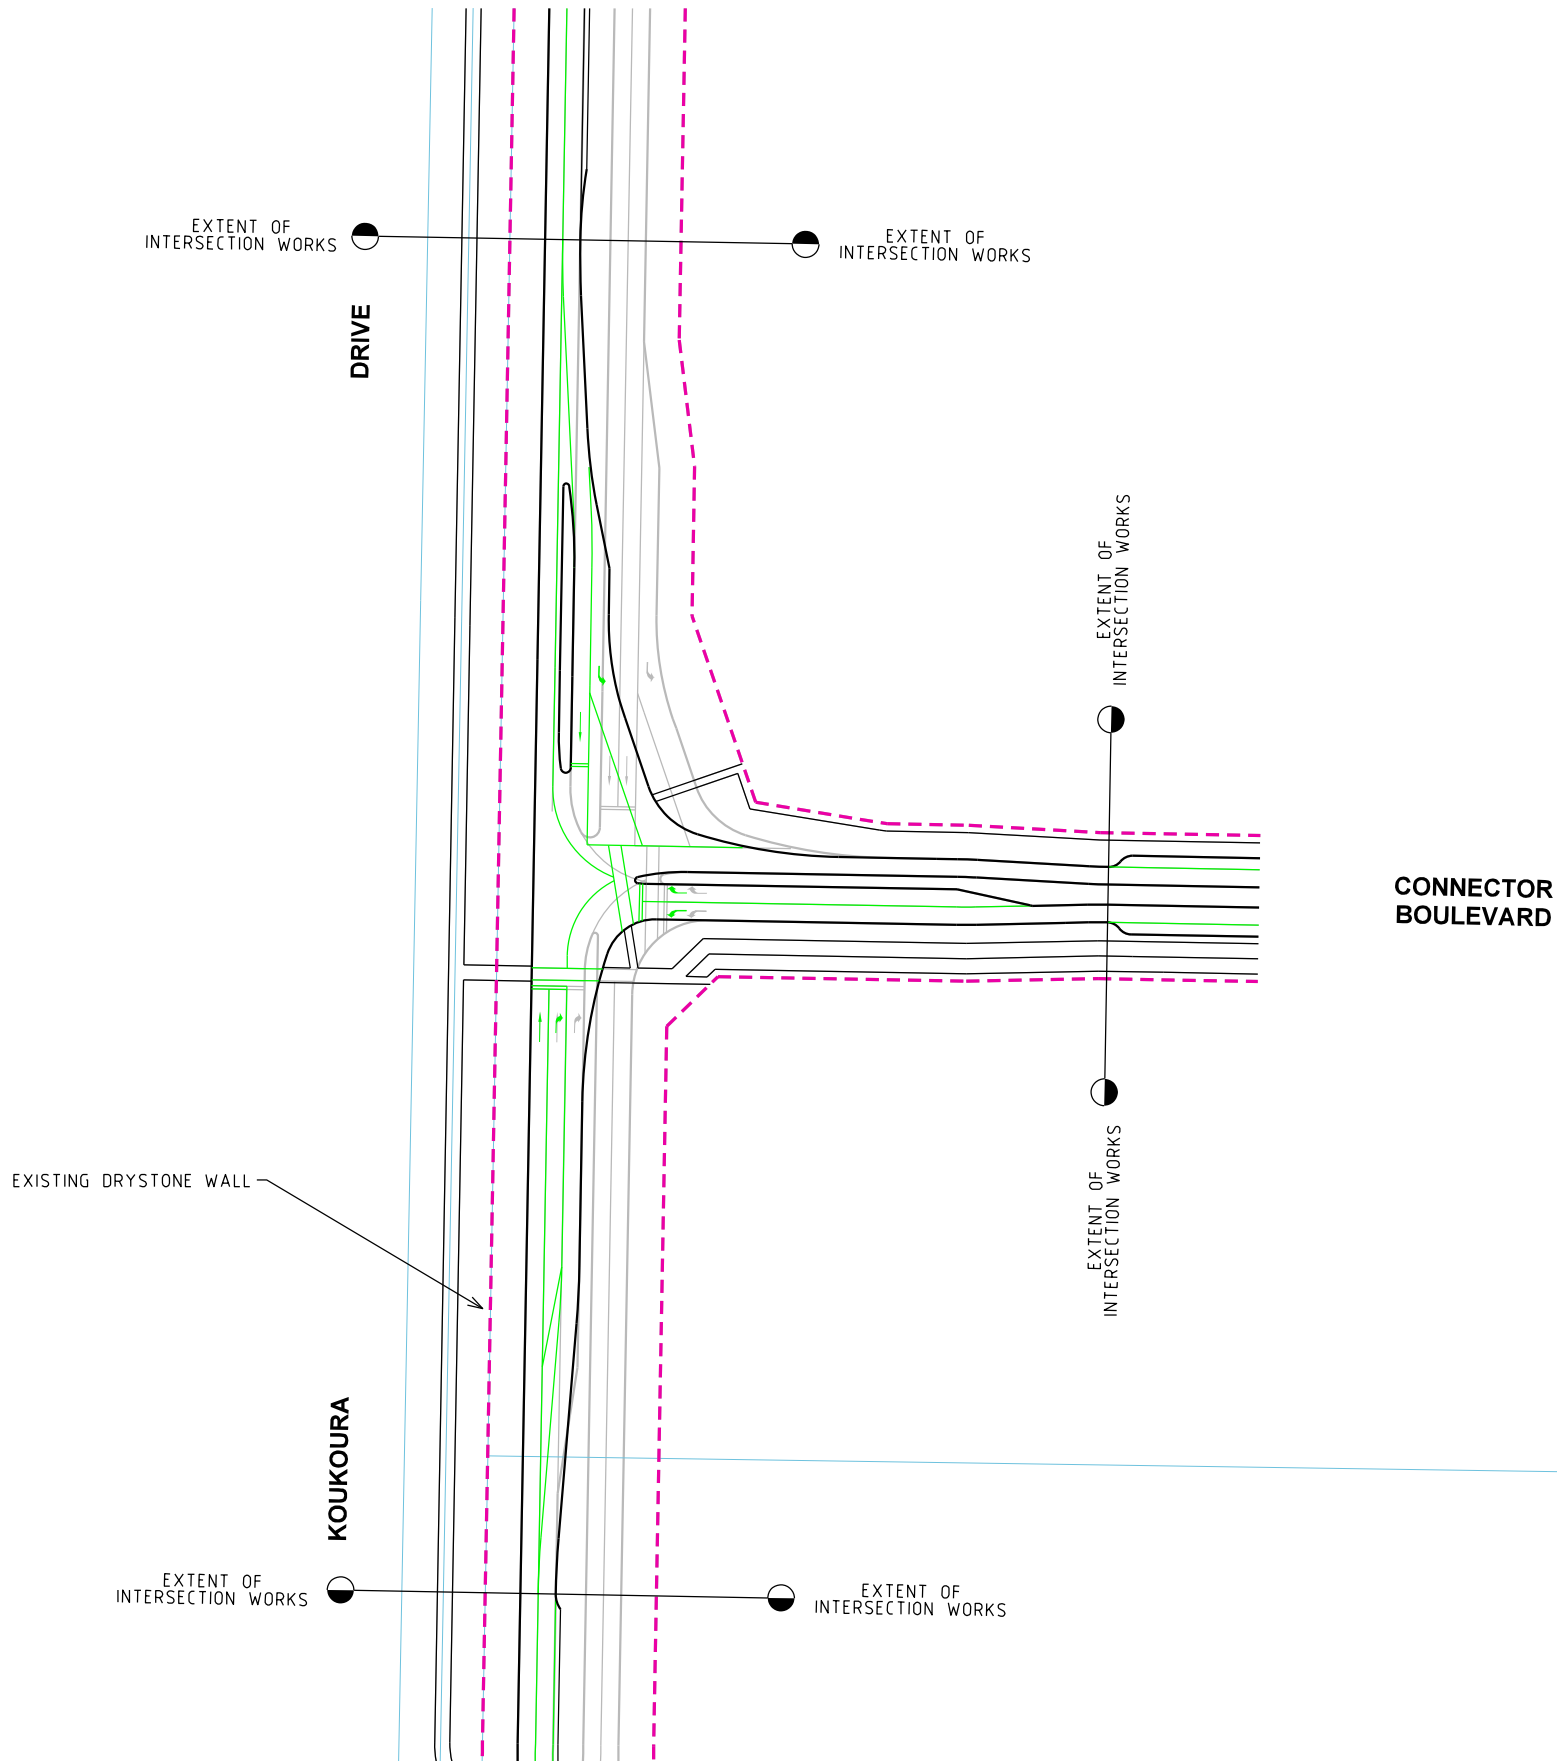 EXTENT OF
INTERSECTION WORKS
EXTENT OF
INTERSECTION WORKS
DRIVE
EXTENT OF
INTERSECTION WORKS
CONNECTOR
BOULEVARD
EXTENT OF
INTERSECTION WORKS
EXISTING DRYSTONE WALL
KOUKOURA
EXTENT OF
INTERSECTION WORKS
EXTENT OF
INTERSECTION WORKS